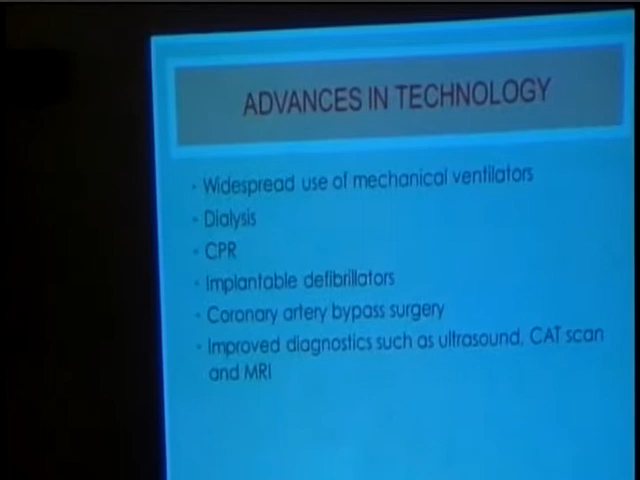 ADVANCES IN TECHNOLOGY
• Widespread use of mechanical ventilators
• Dialysis
• CPR
• Implantable defibrillators
• Coronary artery bypass surgery
• Improved diagnostics such as ultrasound, CAT scan
and MRI